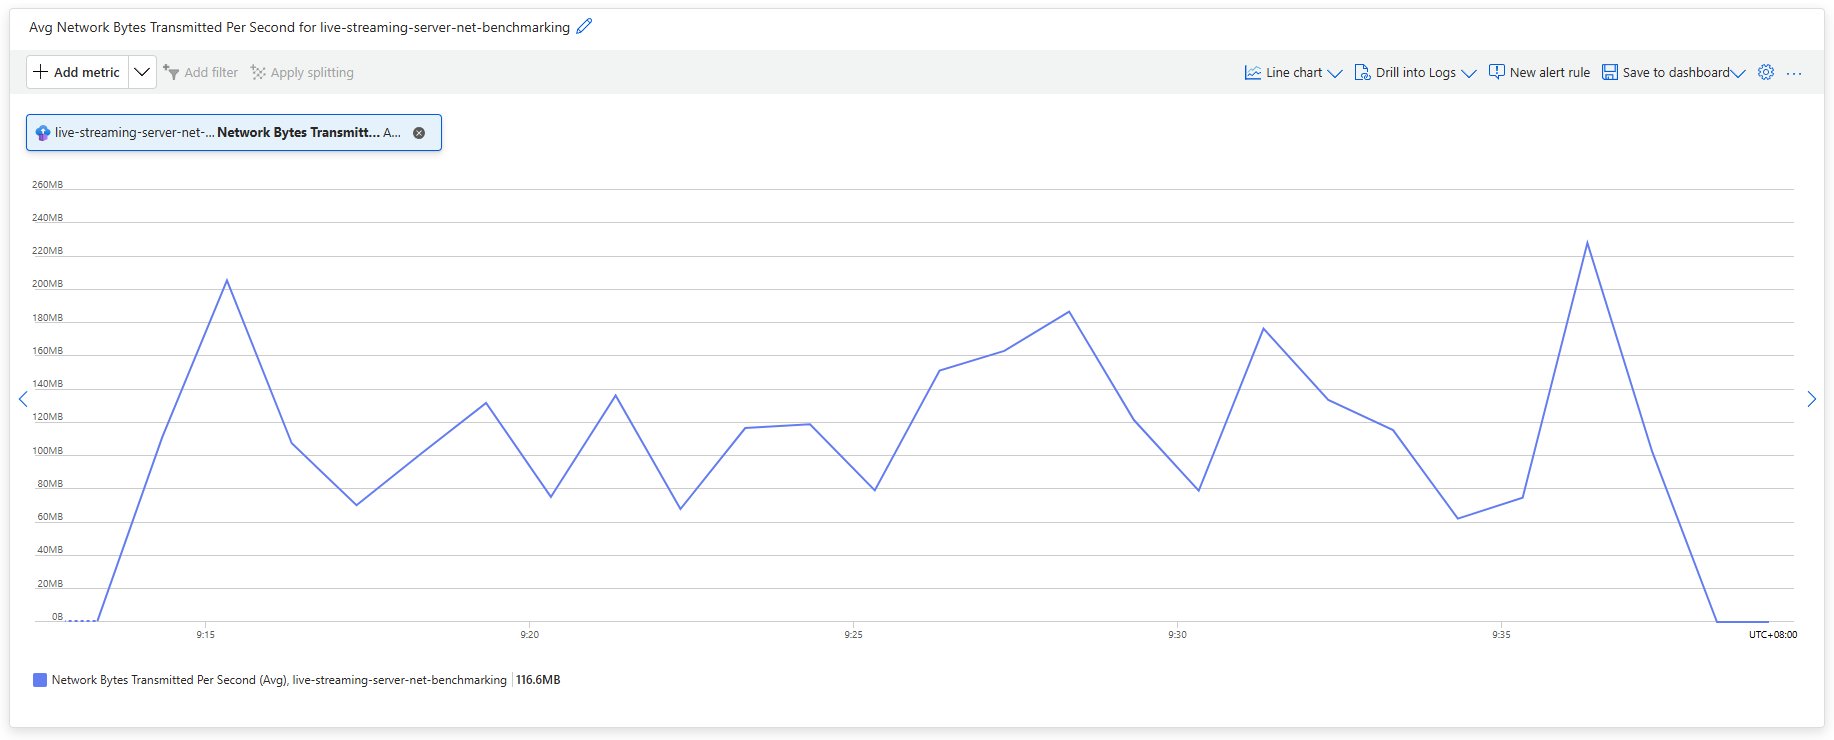 Avg Network Bytes Transmitted Per Second for live-streaming-server-net-benchmarking
Add metric Add filter Apply splitting Line chart Drill into Logs New alert rule Save to dashboard ...
live-streaming-server-net-... Network Bytes Transmitt... A...
260MB
240MB
220MB
200MB
180MB
160MB
140MB
120MB
100MB
80MB
60MB
40MB
20MB
0B
9:15 9:20 9:25 9:30 9:35 UTC+08:00
Network Bytes Transmitted Per Second (Avg), live-streaming-server-net-benchmarking 116.6MB